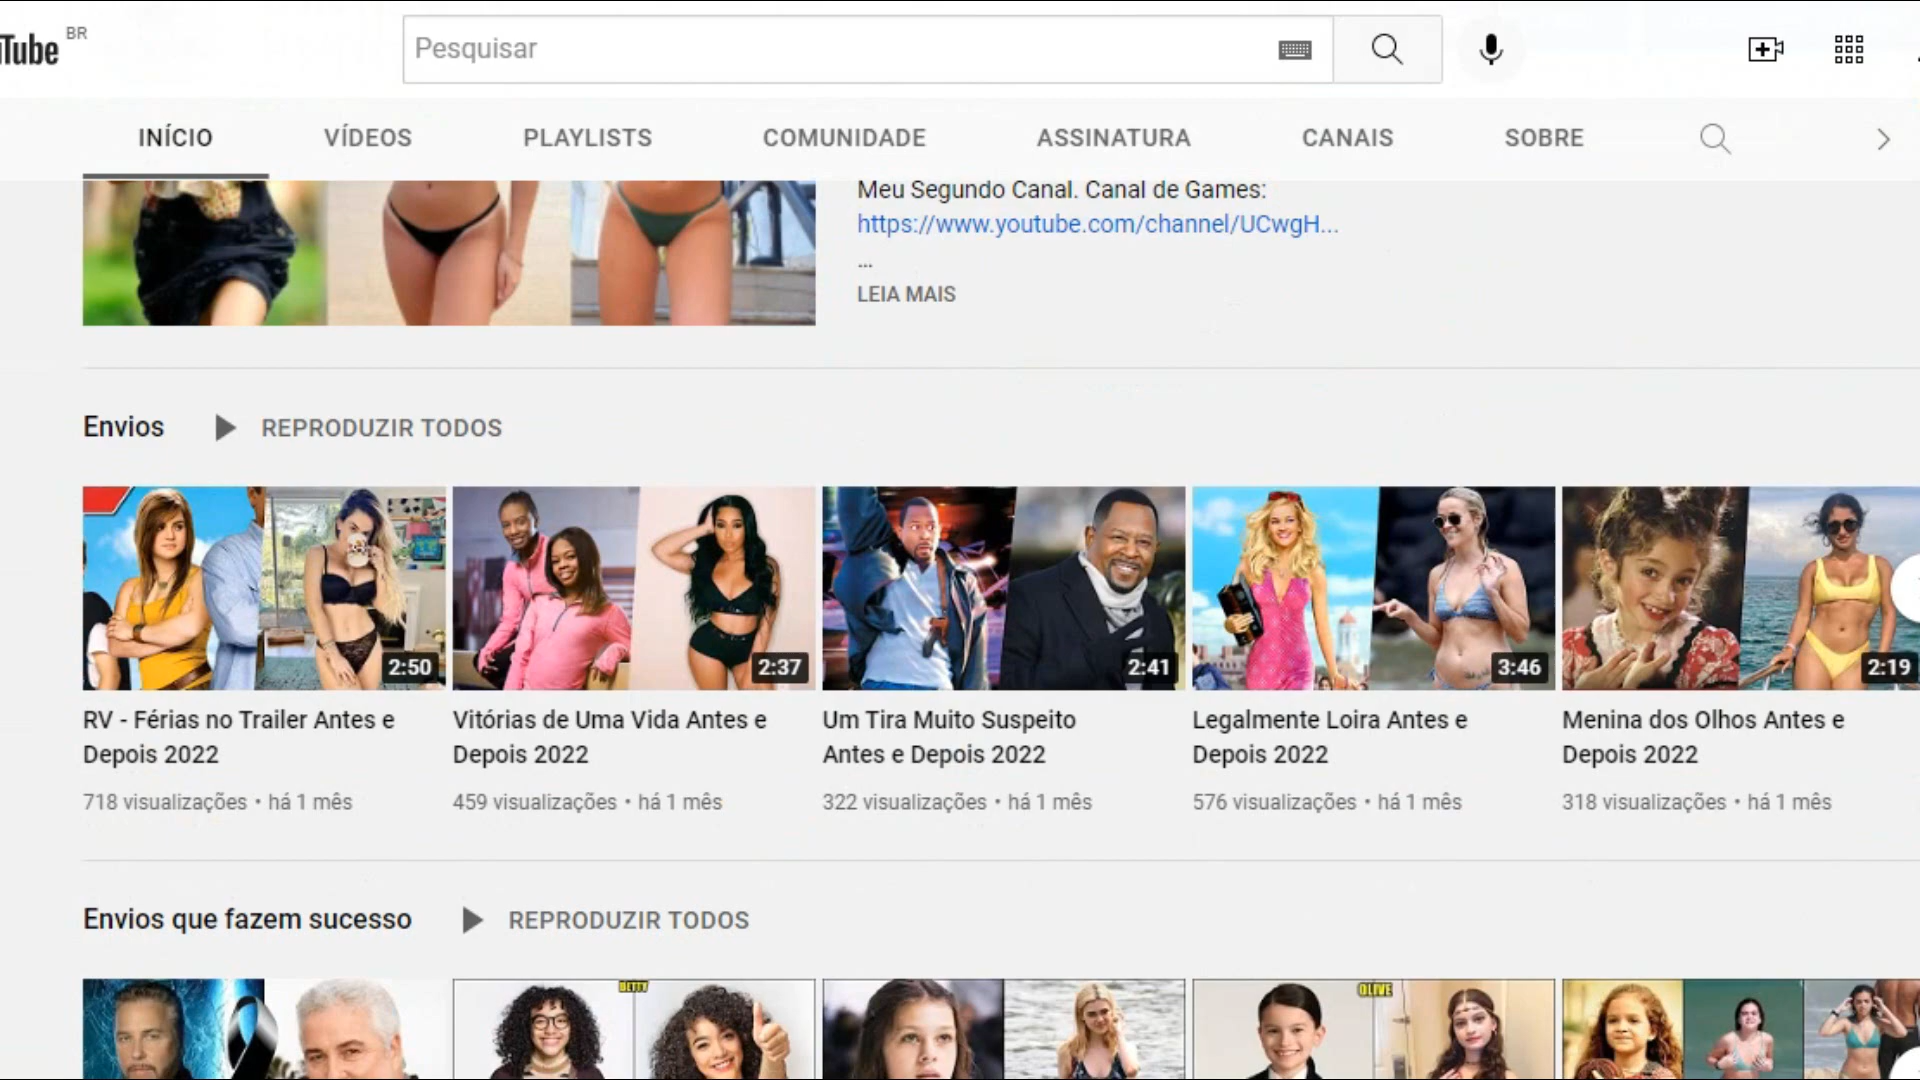 Tube BR
Pesquisar
INÍCIO VÍDEOS PLAYLISTS COMUNIDADE ASSINATURA CANAIS SOBRE
Meu Segundo Canal. Canal de Games:
https://www.youtube.com/channel/UCwgH...
...
LEIA MAIS
Envios REPRODUZIR TODOS
2:50 2:37 2:41 3:46 2:19
RV - Férias no Trailer Antes e
Depois 2022
718 visualizações • há 1 mês
Vitórias de Uma Vida Antes e
Depois 2022
459 visualizações • há 1 mês
Um Tira Muito Suspeito
Antes e Depois 2022
322 visualizações • há 1 mês
Legalmente Loira Antes e
Depois 2022
576 visualizações • há 1 mês
Menina dos Olhos Antes e
Depois 2022
318 visualizações • há 1 mês
Envios que fazem sucesso REPRODUZIR TODOS
BETTY
OLIVE